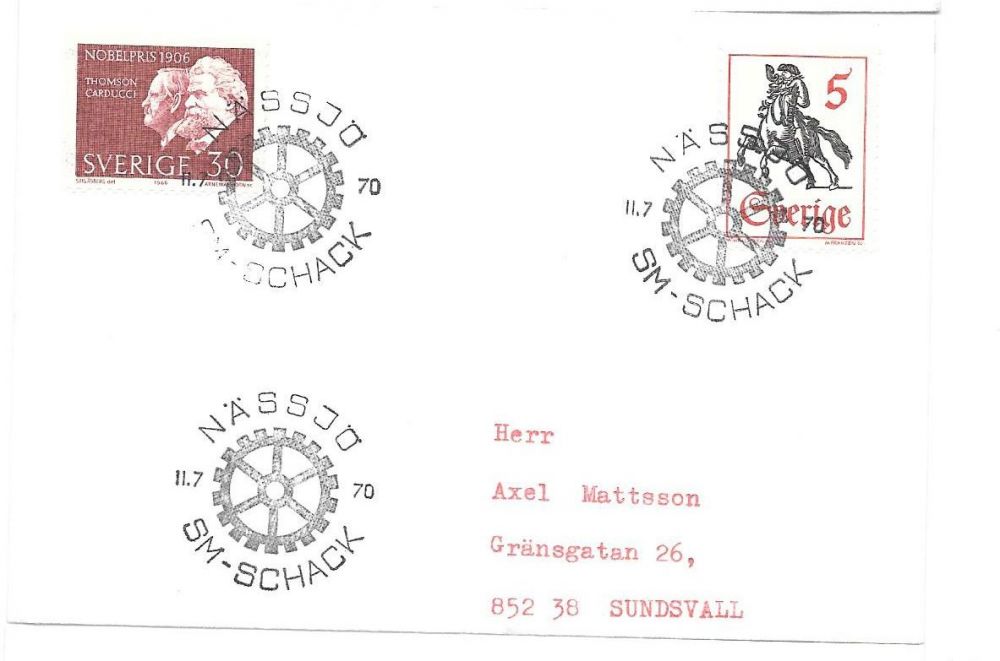 NOBELPRIS 1906
THOMSON
CARDUCCI
SVERIGE 30
1966
NÄSSJÖ
11.7 70
SM-SCHACK
5
Sverige
NÄSSJÖ
11.7 70
SM-SCHACK
NÄSSJÖ
11.7 70
SM-SCHACK
Herr
Axel Mattsson
Gränsgatan 26,
852 38 SUNDSVALL